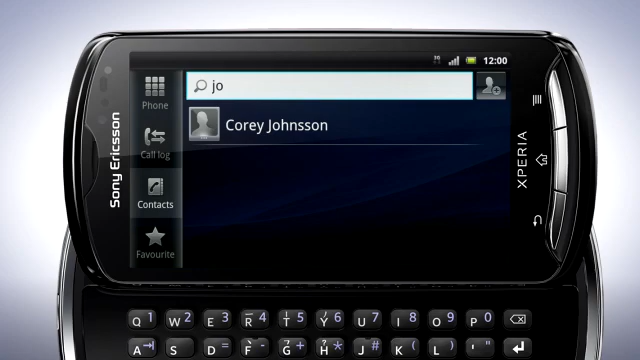 12:00
jo
Phone
Corey Johnsson
Call log
Contacts
Favourite
Sony Ericsson
XPERIA
Q 1 W 2 E 3 R 4 T 5 Y 6 U 7 I 8 O 9 P 0
A S D = F - G + H * J # K ( L ) ' "